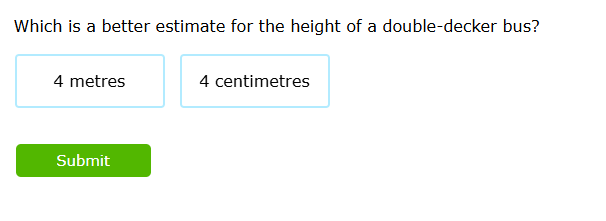 Which is a better estimate for the height of a double-decker bus?
4 metres
4 centimetres
Submit